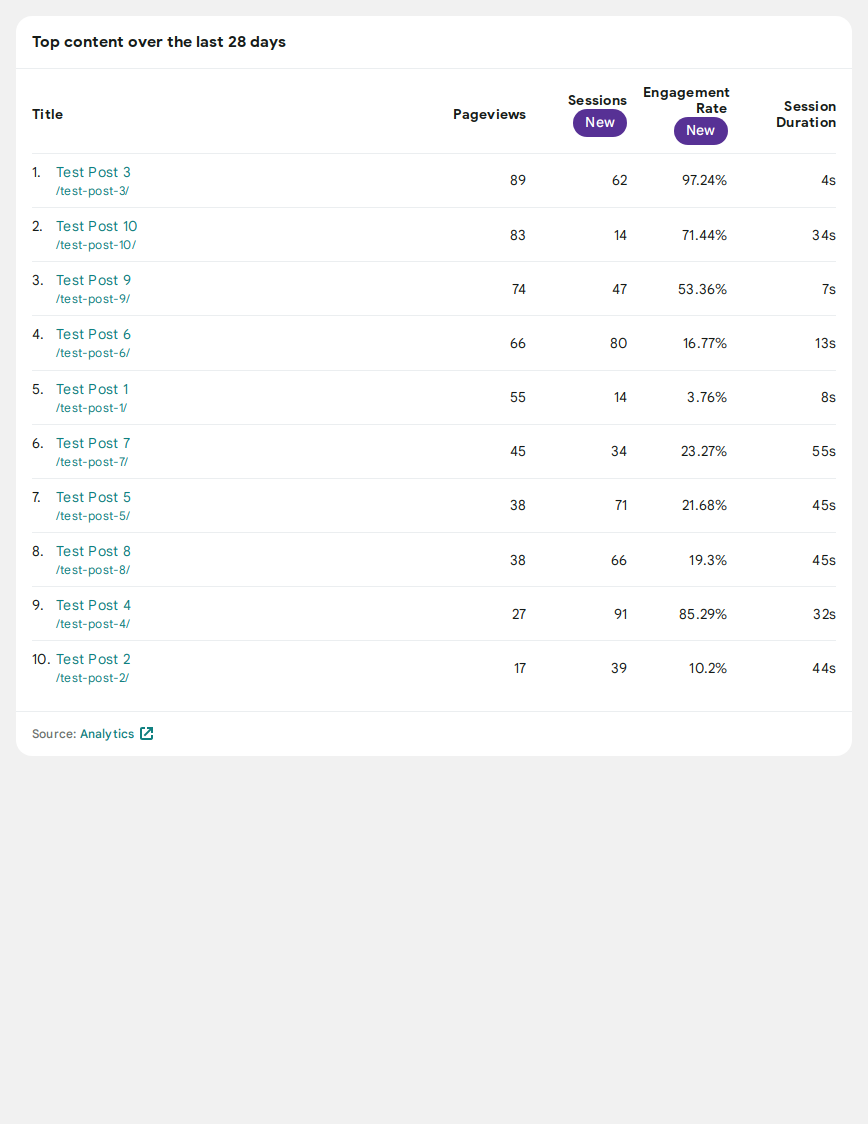 Top content over the last 28 days
Title Pageviews Sessions New Engagement Rate New Session Duration
1. Test Post 3 89 62 97.24% 4s
/test-post-3/
2. Test Post 10 83 14 71.44% 34s
/test-post-10/
3. Test Post 9 74 47 53.36% 7s
/test-post-9/
4. Test Post 6 66 80 16.77% 13s
/test-post-6/
5. Test Post 1 55 14 3.76% 8s
/test-post-1/
6. Test Post 7 45 34 23.27% 55s
/test-post-7/
7. Test Post 5 38 71 21.68% 45s
/test-post-5/
8. Test Post 8 38 66 19.3% 45s
/test-post-8/
9. Test Post 4 27 91 85.29% 32s
/test-post-4/
10. Test Post 2 17 39 10.2% 44s
/test-post-2/
Source: Analytics